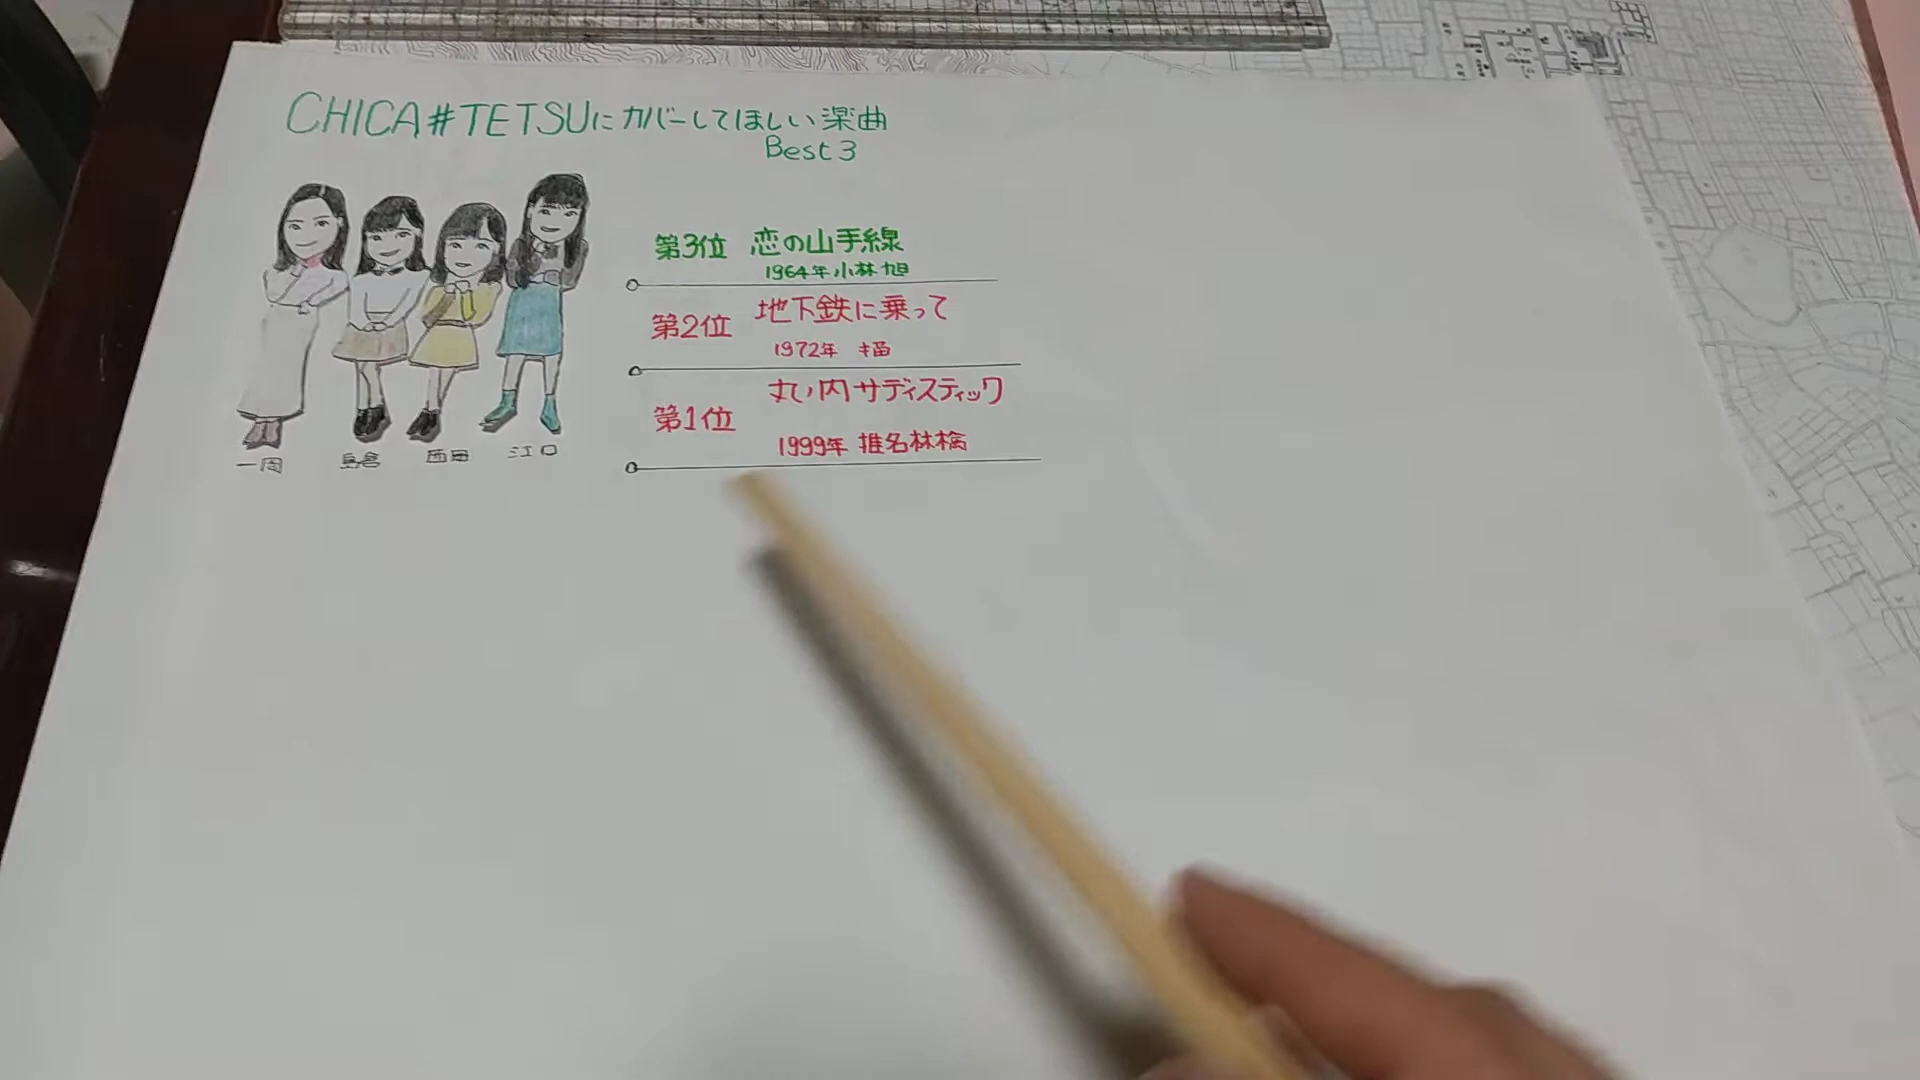 CHICA#TETSUにカバーしてほしい楽曲
Best 3
第3位 恋の山手線
1964年 小林旭
第2位 地下鉄に乗って
1972年 猫
第1位 丸ノ内サディスティック
1999年 椎名林檎
一岡 島倉 西田 江口